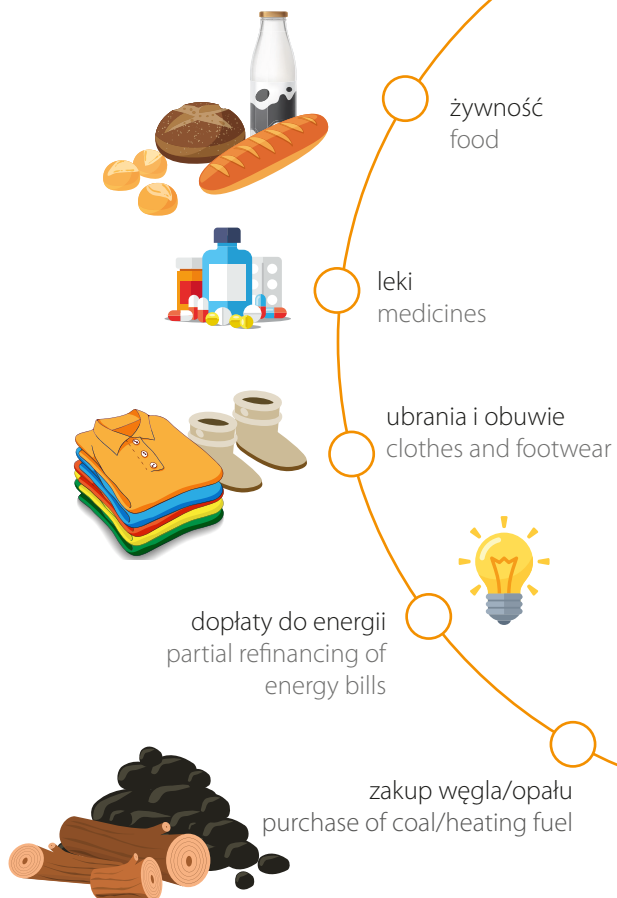 żywność
food
leki
medicines
ubrania i obuwie
clothes and footwear
dopłaty do energii
partial refinancing of
energy bills
zakup węgla/opału
purchase of coal/heating fuel